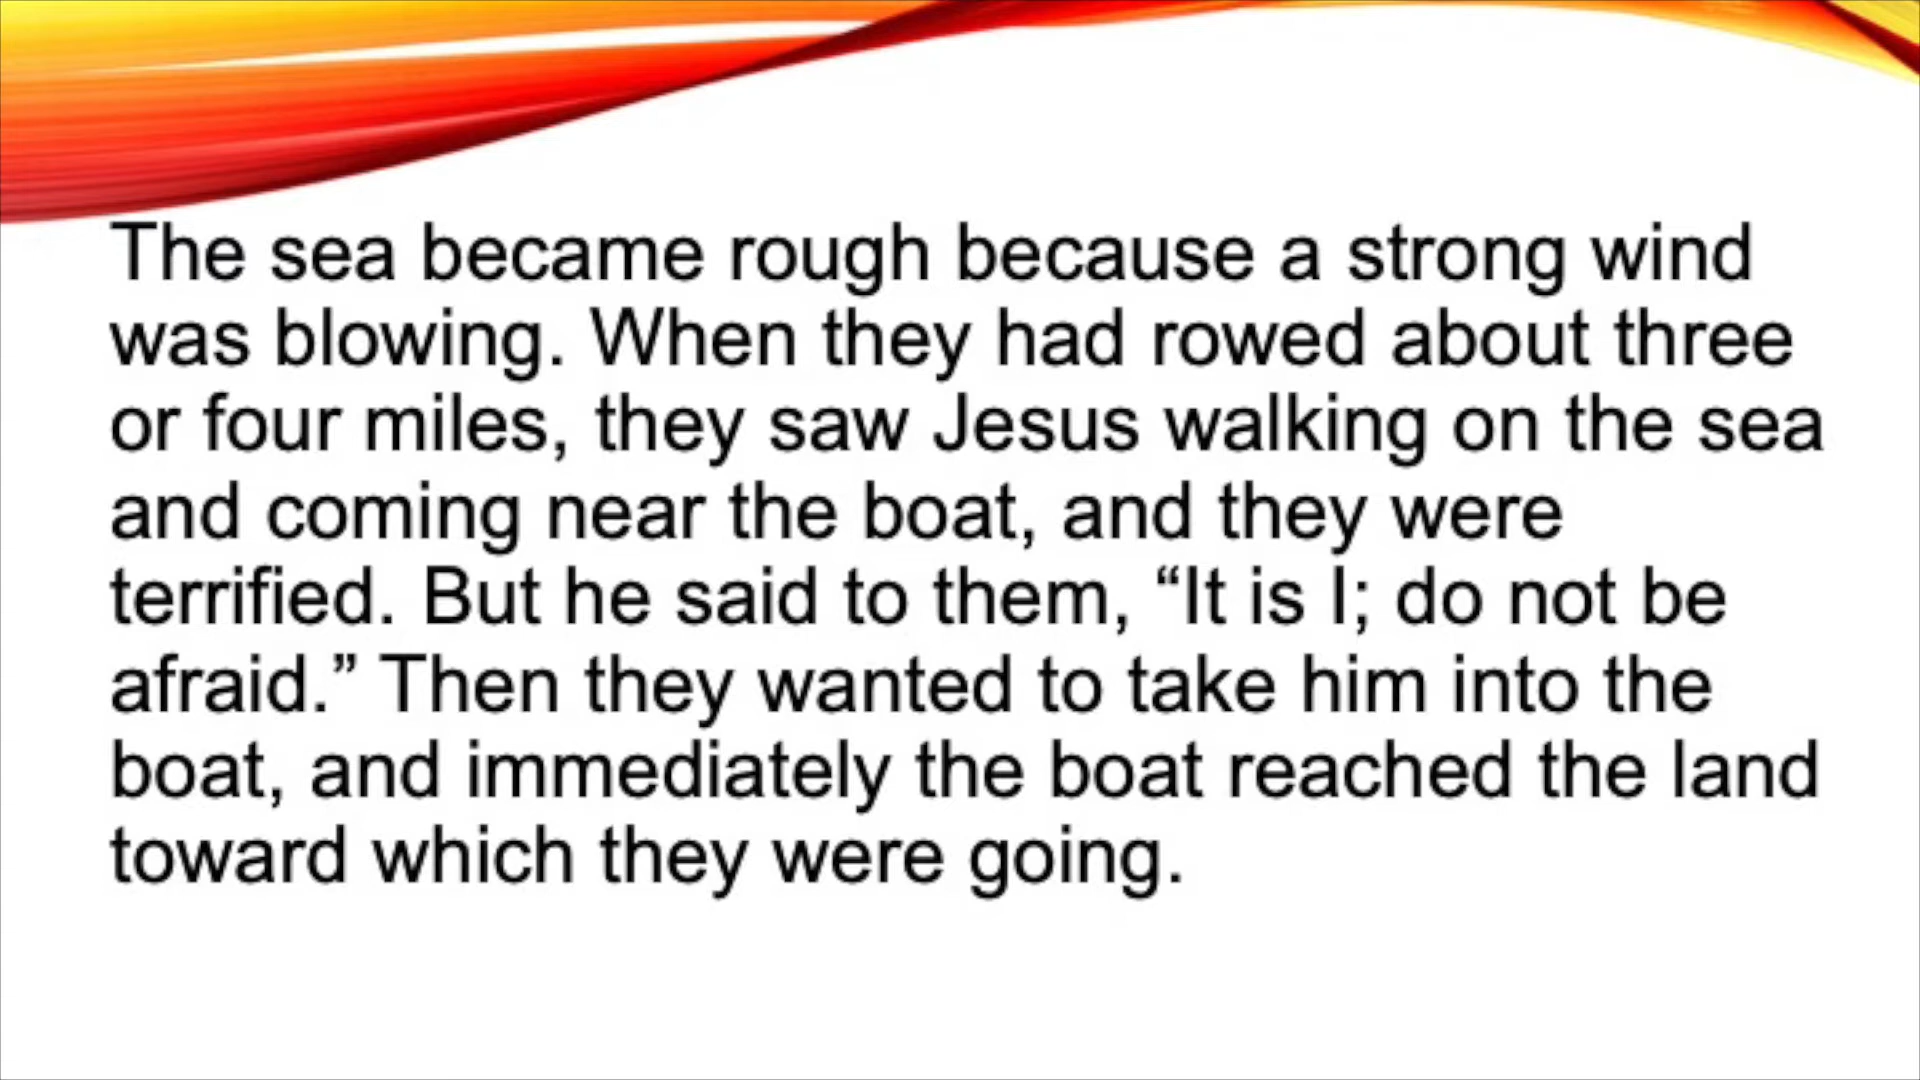 The sea became rough because a strong wind
was blowing. When they had rowed about three
or four miles, they saw Jesus walking on the sea
and coming near the boat, and they were
terrified. But he said to them, “It is I; do not be
afraid.” Then they wanted to take him into the
boat, and immediately the boat reached the land
toward which they were going.